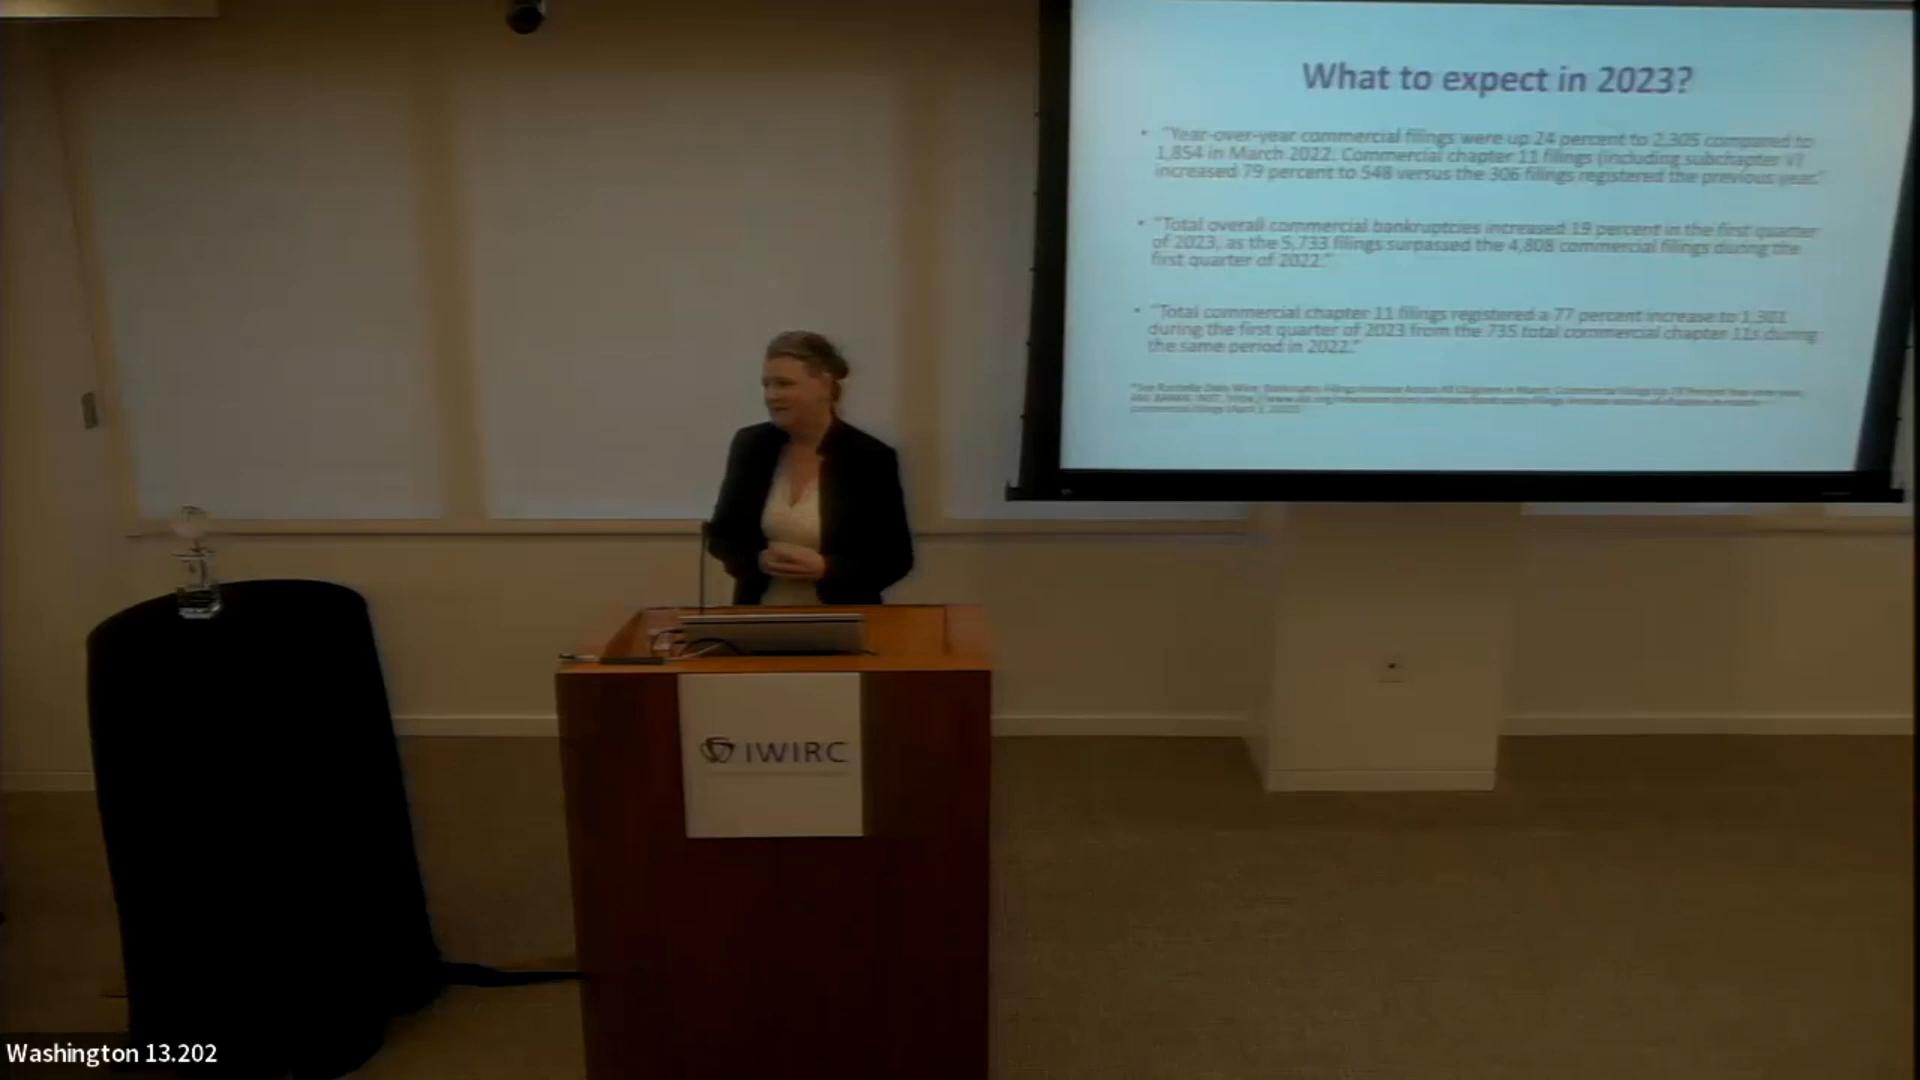 What to expect in 2023?
• "Year-over-year commercial filings were up 24 percent to 2,305 compared to
1,854 in March 2022. Commercial chapter 11 filings (including subchapter V)
increased 79 percent to 548 versus the 306 filings registered the previous year."
• "Total overall commercial bankruptcies increased 19 percent in the first quarter
of 2023, as the 5,733 filings surpassed the 4,808 commercial filings during the
first quarter of 2022."
• "Total commercial chapter 11 filings registered a 77 percent increase to
during the first quarter of 2023 from the 735 total commercial chapter 11s during
the same period in 2022."
IWIRC
Washington 13.202